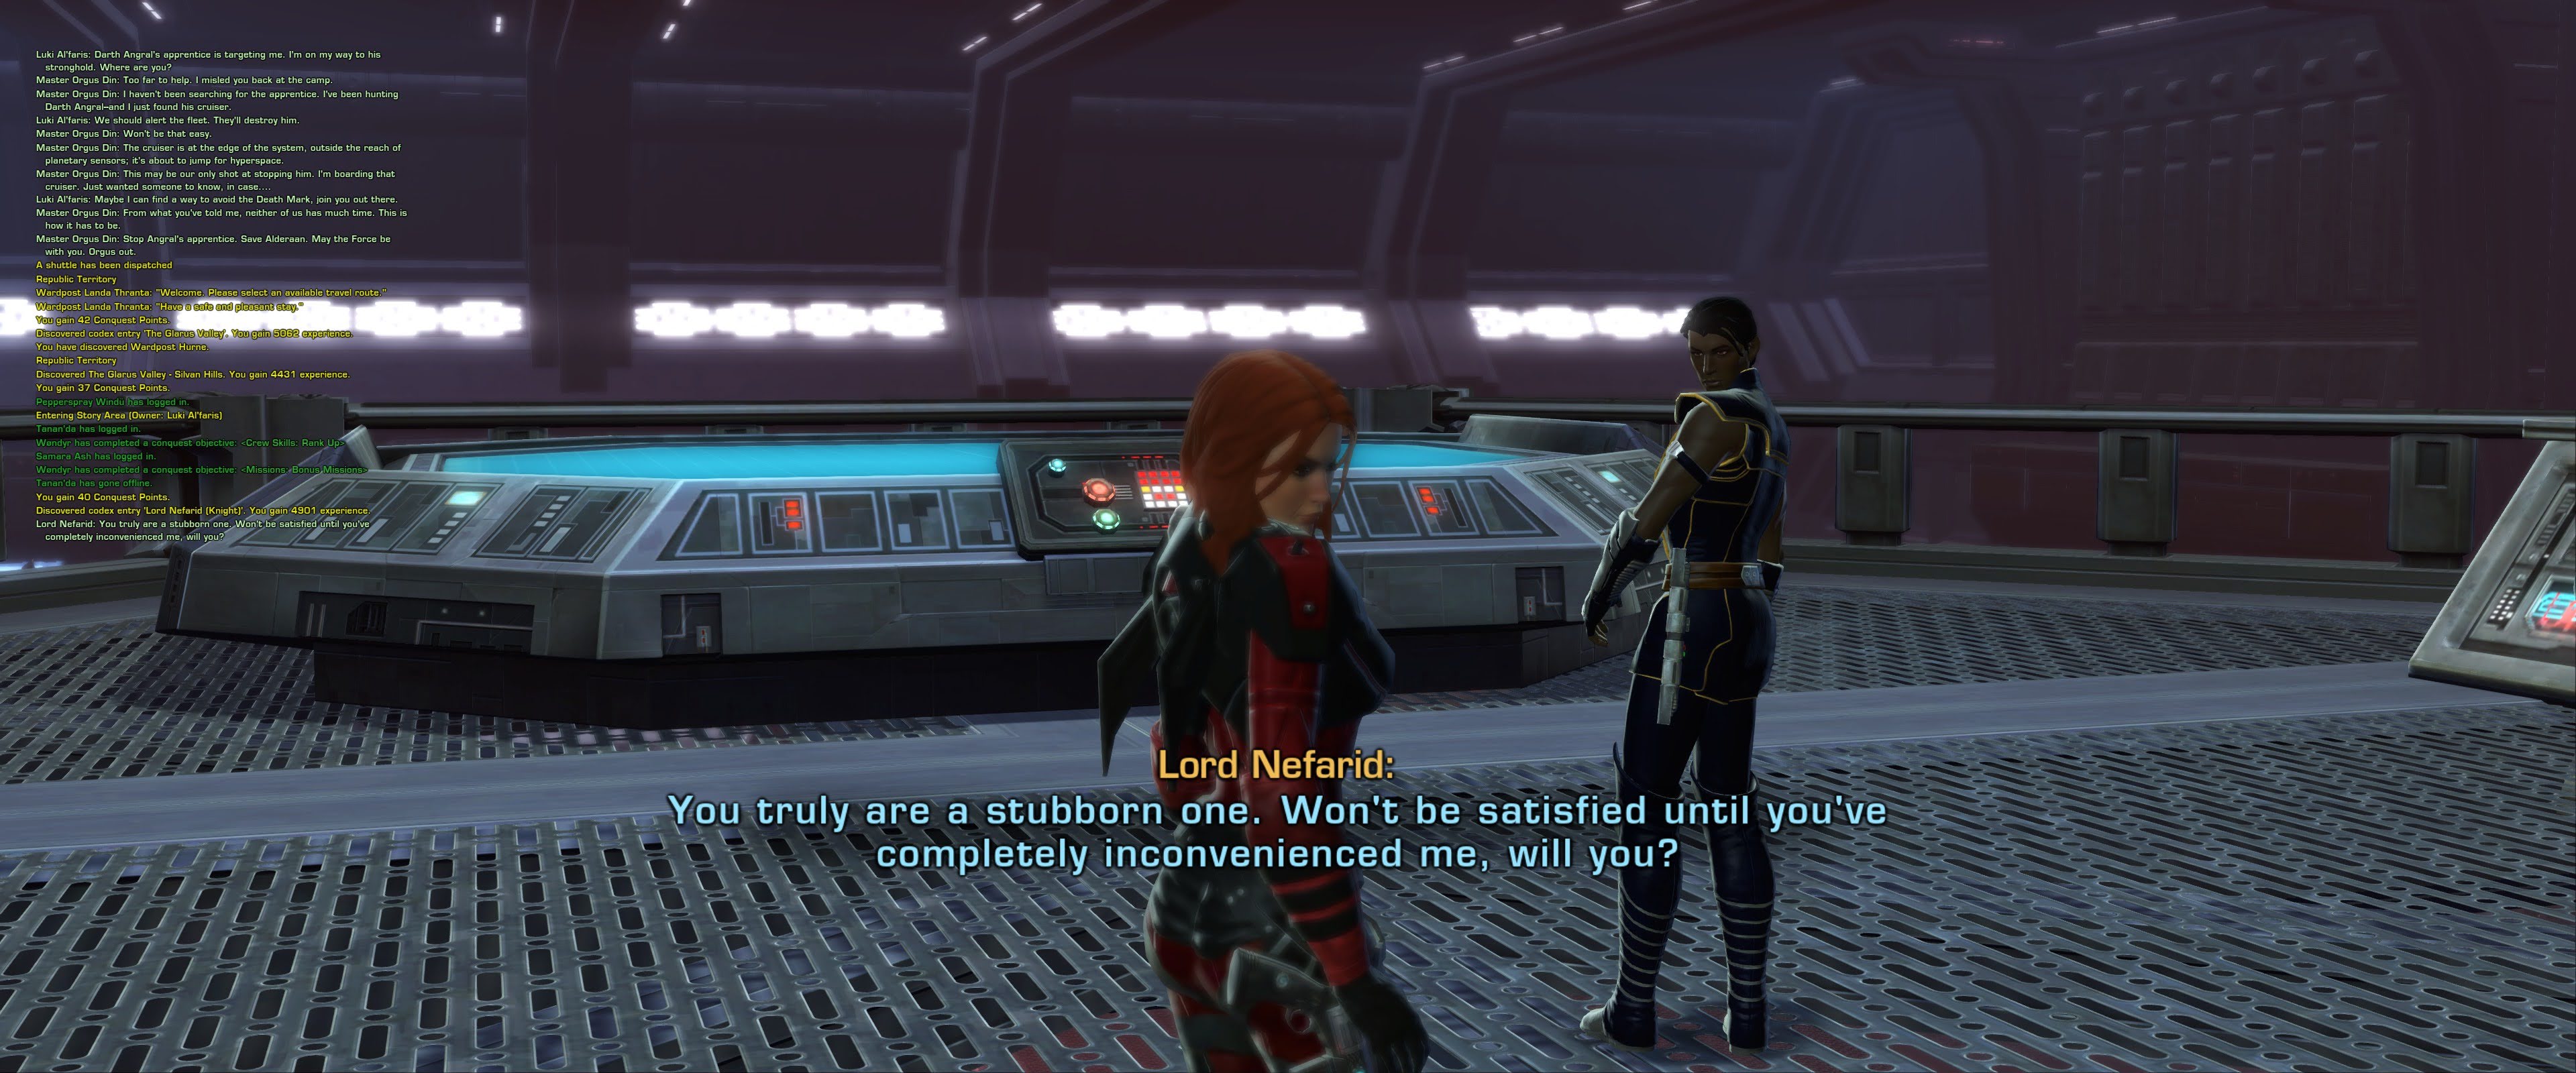 Luki Al'faris: Darth Angral's apprentice is targeting me. I'm on my way to his
stronghold. Where are you?
Master Orgus Din: Too far to help. I misled you back at the camp.
Master Orgus Din: I haven't been searching for the apprentice. I've been hunting
Darth Angral—and I just found his cruiser.
Luki Al'faris: We should alert the fleet. They'll destroy him.
Master Orgus Din: Won't be that easy.
Master Orgus Din: The cruiser is at the edge of the system, outside the reach of
planetary sensors; it's about to jump for hyperspace.
Master Orgus Din: This may be our only shot at stopping him. I'm boarding that
cruiser. Just wanted someone to know, in case....
Luki Al'faris: Maybe I can find a way to avoid the Death Mark, join you out there.
Master Orgus Din: From what you've told me, neither of us has much time. This is
how it has to be.
Master Orgus Din: Stop Angral's apprentice. Save Alderaan. May the Force be
with you. Orgus out.
A shuttle has been dispatched
Republic Territory
Wardpost Landa Thranta: "Welcome. Please select an available travel route."
Wardpost Landa Thranta: "Have a safe and pleasant stay."
You gain 42 Conquest Points.
Discovered codex entry 'The Glarus Valley'. You gain 5062 experience.
You have discovered Wardpost Hurne.
Republic Territory
Discovered The Glarus Valley - Silvan Hills. You gain 4431 experience.
You gain 37 Conquest Points.
Pepperspray Windu has logged in.
Entering Story Area (Owner: Luki Al'faris)
Tanan'da has logged in.
Wøndyr has completed a conquest objective: <Crew Skills: Rank Up>
Samara Ash has logged in.
Wøndyr has completed a conquest objective: <Missions: Bonus Missions>
Tanan'da has gone offline.
You gain 40 Conquest Points.
Discovered codex entry 'Lord Nefarid (Knight)'. You gain 4901 experience.
Lord Nefarid: You truly are a stubborn one. Won't be satisfied until you've
completely inconvenienced me, will you?
Lord Nefarid:
You truly are a stubborn one. Won't be satisfied until you've
completely inconvenienced me, will you?